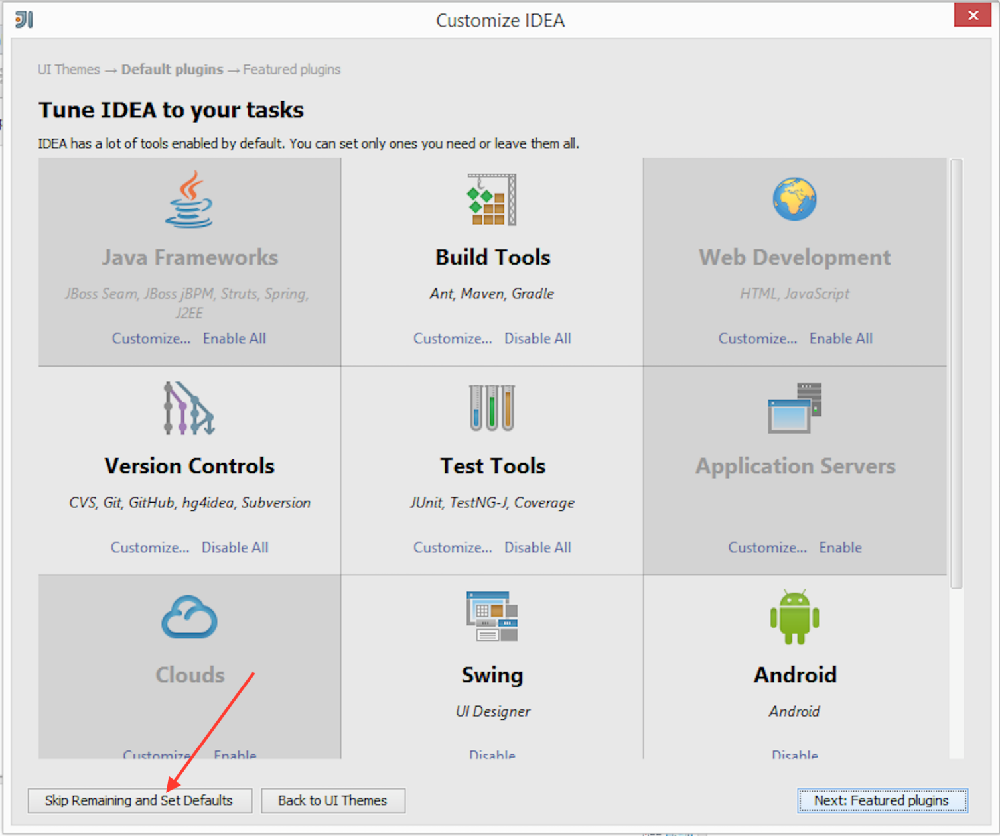 Customize IDEA
UI Themes → Default plugins → Featured plugins
Tune IDEA to your tasks
IDEA has a lot of tools enabled by default. You can set only ones you need or leave them all.
Java Frameworks
JBoss Seam, JBoss jBPM, Struts, Spring,
J2EE
Customize... Enable All
Build Tools
Ant, Maven, Gradle
Customize... Disable All
Web Development
HTML, JavaScript
Customize... Enable All
Version Controls
CVS, Git, GitHub, hg4idea, Subversion
Customize... Disable All
Test Tools
JUnit, TestNG-J, Coverage
Customize... Disable All
Application Servers
Customize... Enable
Clouds
Customize... Enable
Swing
UI Designer
Disable
Android
Android
Disable
Skip Remaining and Set Defaults
Back to UI Themes
Next: Featured plugins